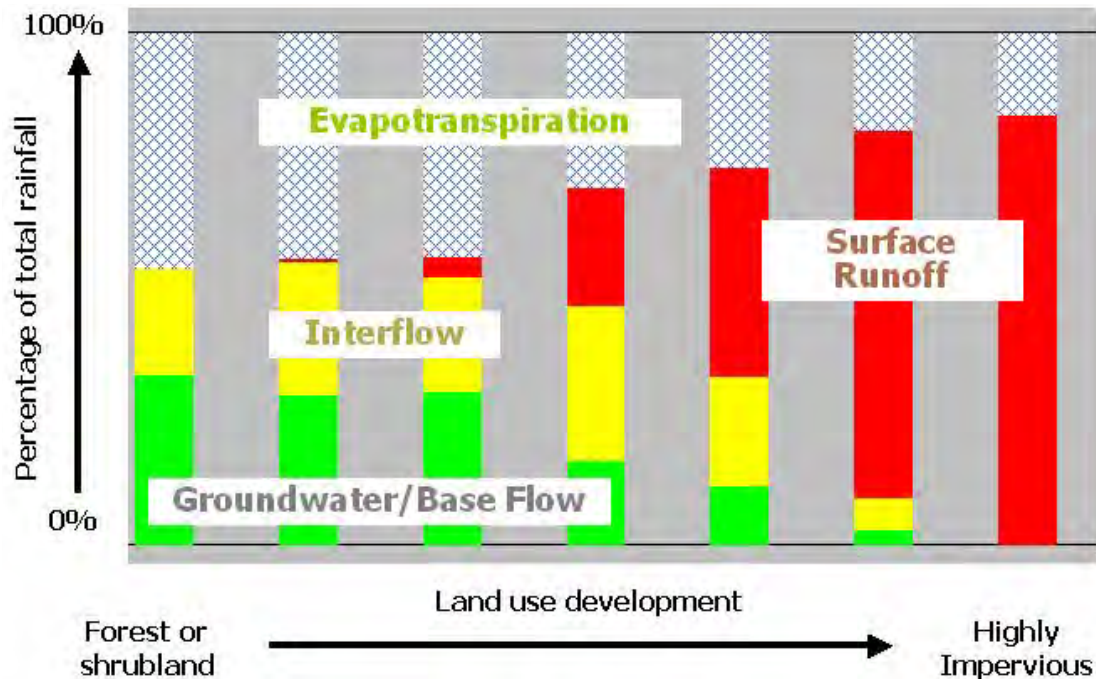 100%
Percentage of total rainfall
0%
Evapotranspiration
Surface
Runoff
Interflow
Groundwater/Base Flow
Land use development
Forest or
shrubland
Highly
Impervious